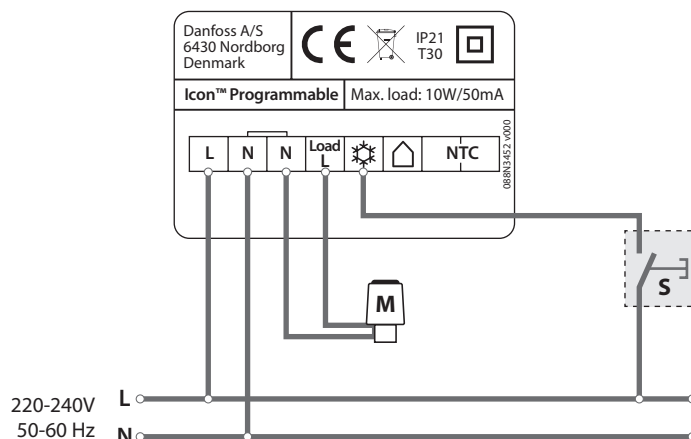 Danfoss A/S
6430 Nordborg
Denmark
CE
IP21
T30
Icon™ Programmable
Max. load: 10W/50mA
L N N Load L NTC
088N3452 v000
M
S
220-240V L
50-60 Hz N